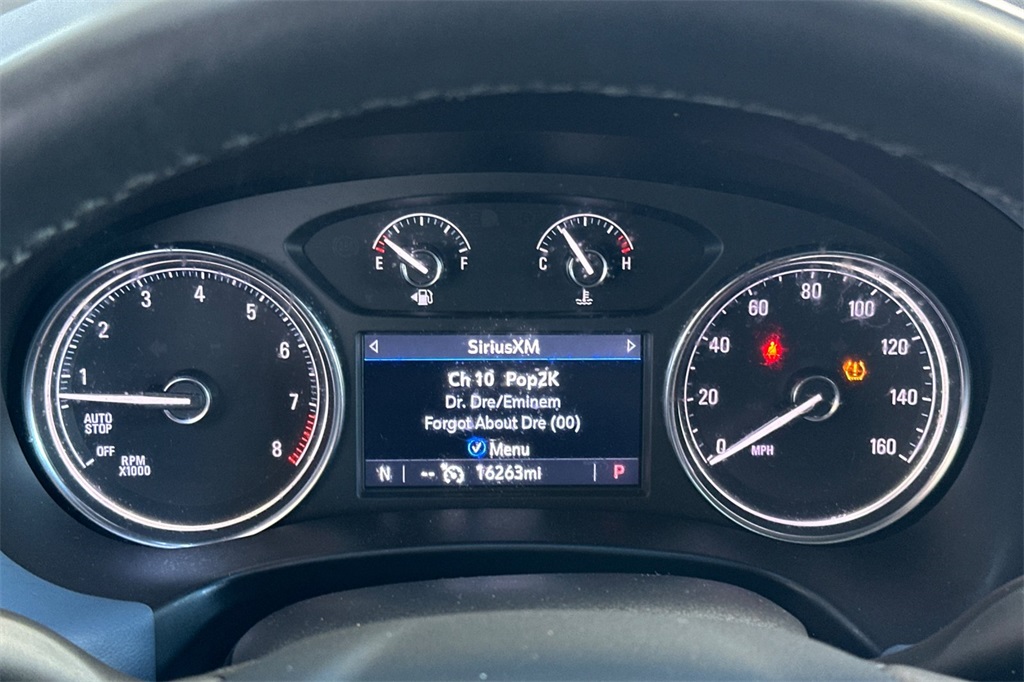 E F
C H
1 2 3 4 5 6 7 8
AUTO
STOP
OFF
RPM
X1000
SiriusXM
Ch 10 Pop2K
Dr. Dre/Eminem
Forgot About Dre (00)
Menu
N -- 16263mi P
0 20 40 60 80 100 120 140 160
MPH